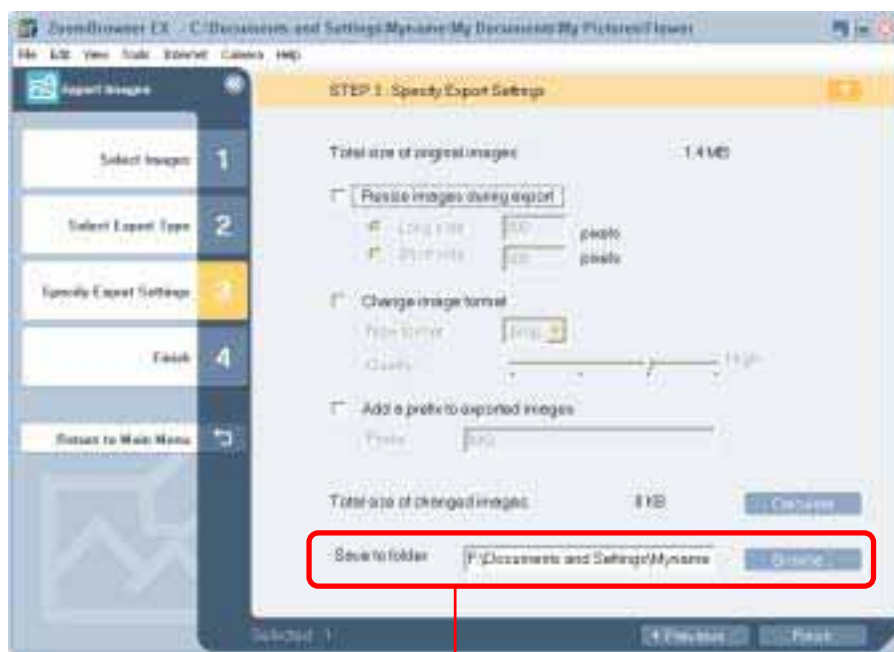 ZoomBrowser EX - C:\Documents and Settings\Myname\My Documents\My Pictures\Flower
File Edit View Tools Internet Camera Help
Export Images
STEP 3 : Specify Export Settings
Select Images 1
Total size of original images: 1.4 MB
Resize images during export
Select Export Type 2
Long side pixels
Short side pixels
Specify Export Settings 3
Change image format
Finish 4
Quality High
Add a prefix to exported images
Return to Main Menu
Prefix IMG
Total size of changed images: 0 KB
Save to folder F:\Documents and Settings\Myname Browse...
Selected: 1 Previous Finish